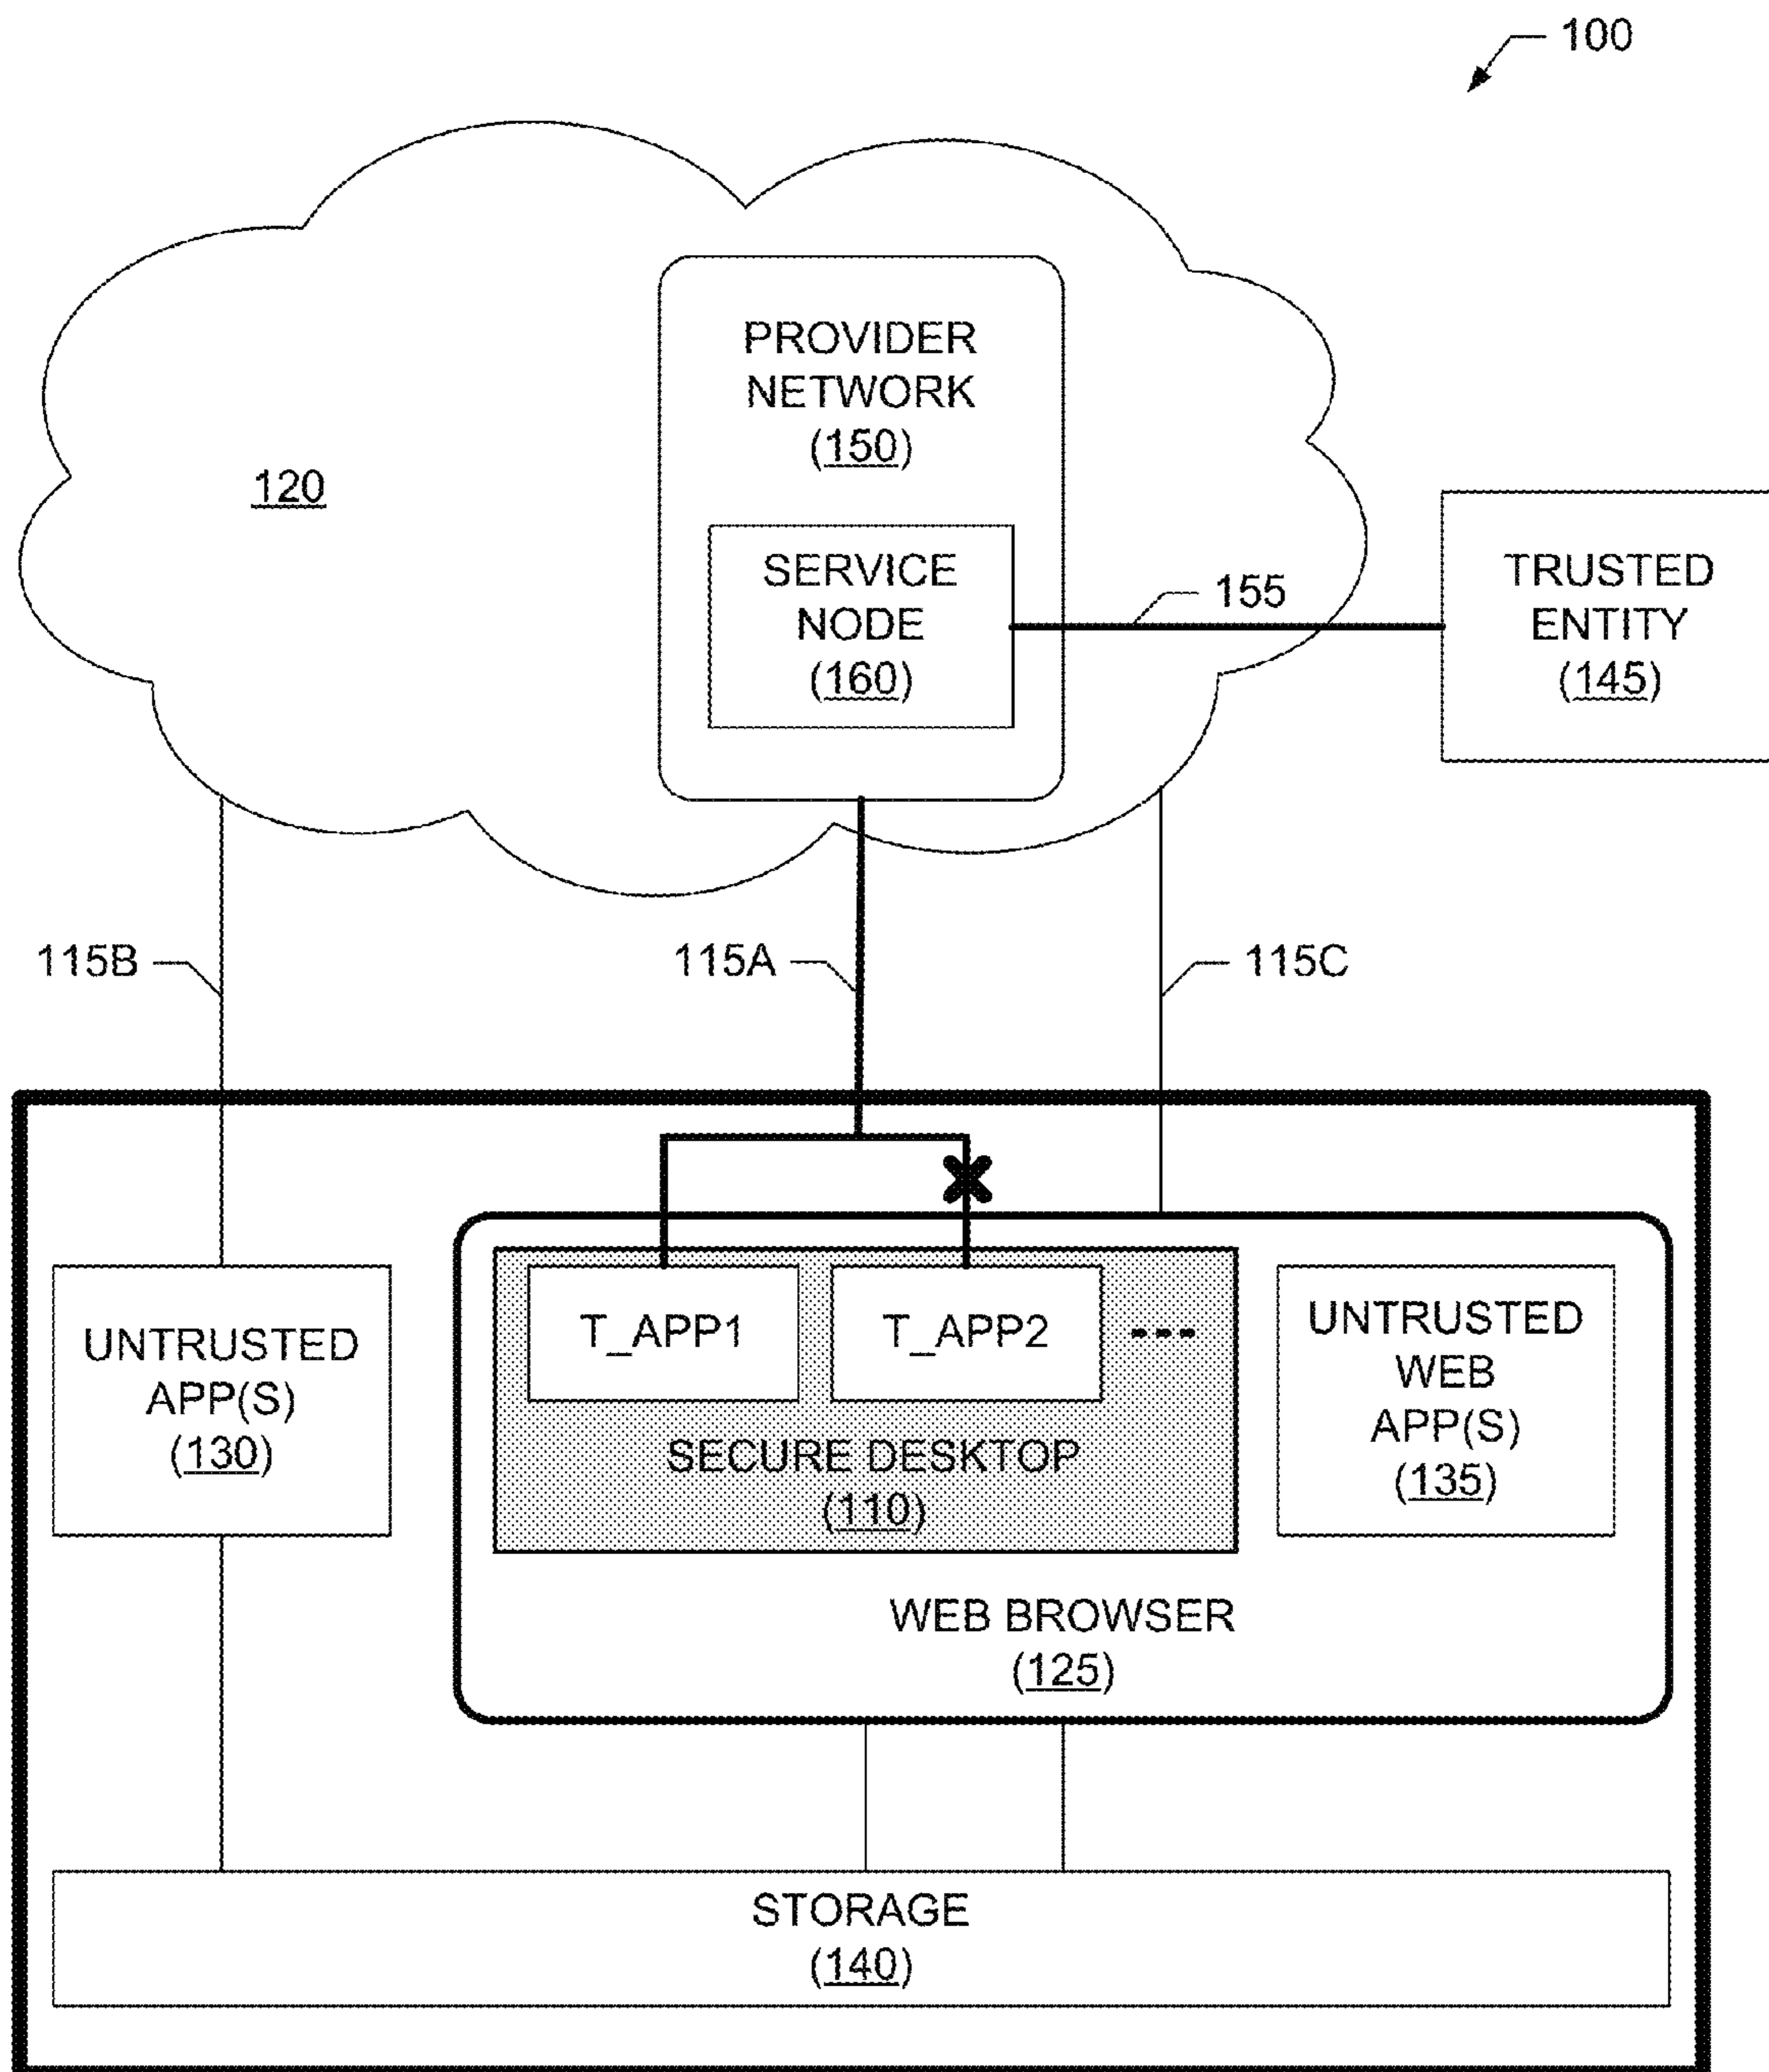 100
PROVIDER
NETWORK
(150)
120
SERVICE
NODE
(160)
155
TRUSTED
ENTITY
(145)
115B
115A
115C
UNTRUSTED
APP(S)
(130)
T_APP1
T_APP2
---
SECURE DESKTOP
(110)
UNTRUSTED
WEB
APP(S)
(135)
WEB BROWSER
(125)
STORAGE
(140)